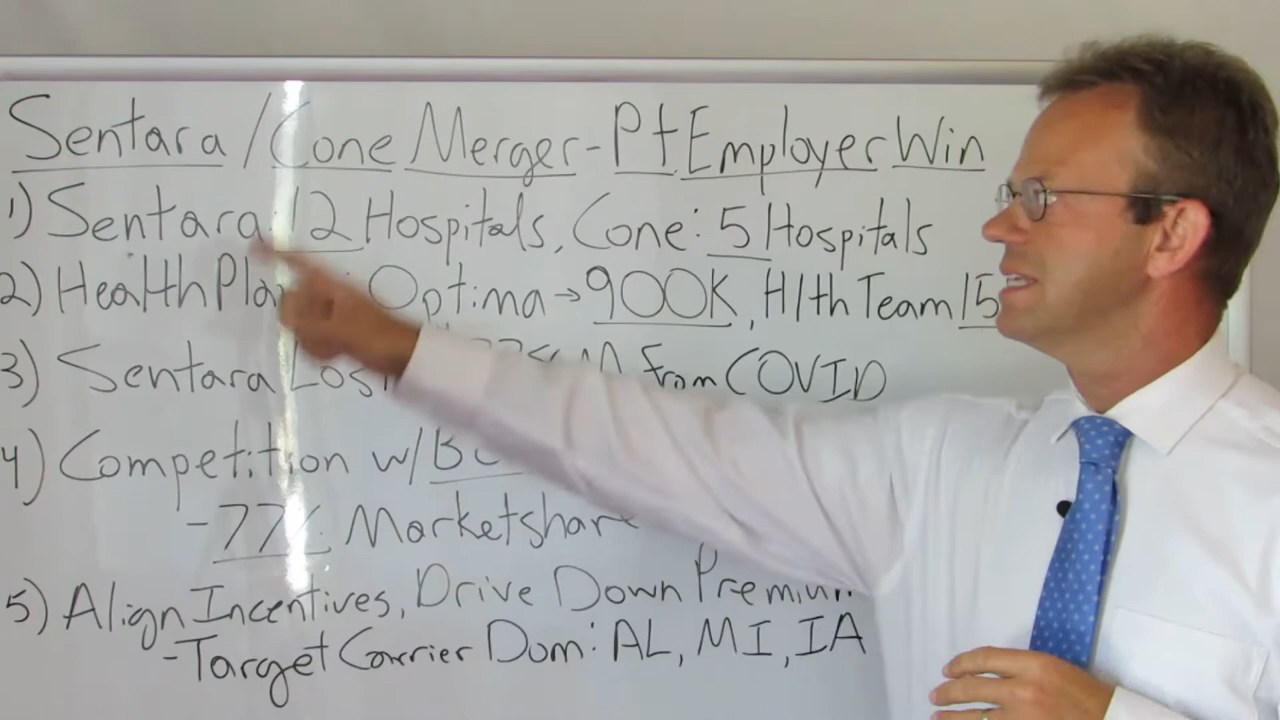 Sentara / Cone Merger - Pt Employer Win
1) Sentara: 12 Hospitals, Cone: 5 Hospitals
2) Health Pla : Optima → 900K, Hlth Team 15
3) Sentara from COVID
4) Competition w/
- 77% Marketshare
5) Align Incentives, Drive Down Premium
- Target Carrier Dom: AL, MI, IA